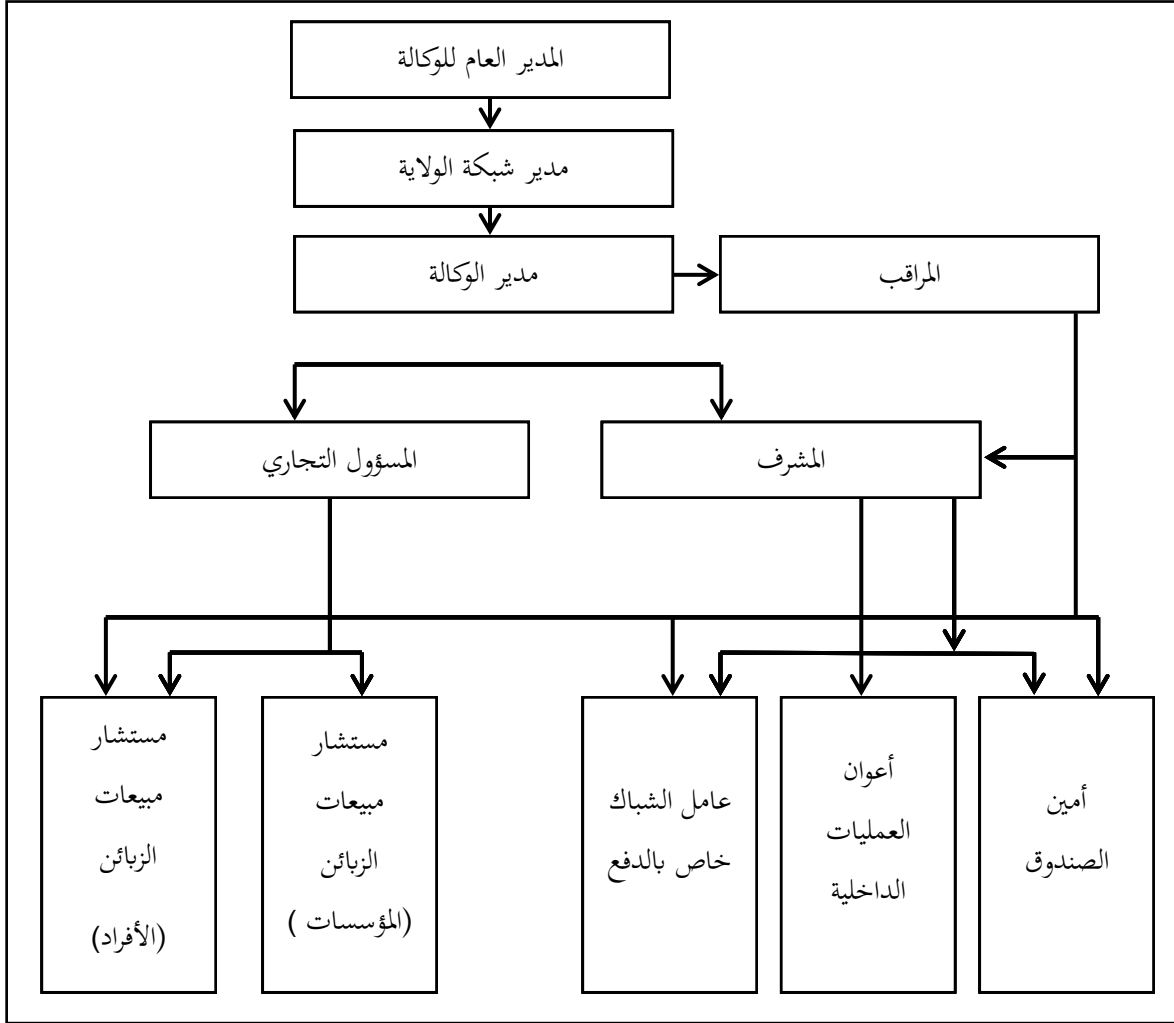 المدير العام للوكالة
مدير شبكة الولاية
مدير الوكالة
المراقب
المشرف
المسؤول التجاري
أمين
الصندوق
أعوان
العمليات
الداخلية
عامل الشباك
خاص بالدفع
مستشار
مبيعات
الزبائن
(المؤسسات )
مستشار
مبيعات
الزبائن
(الأفراد)